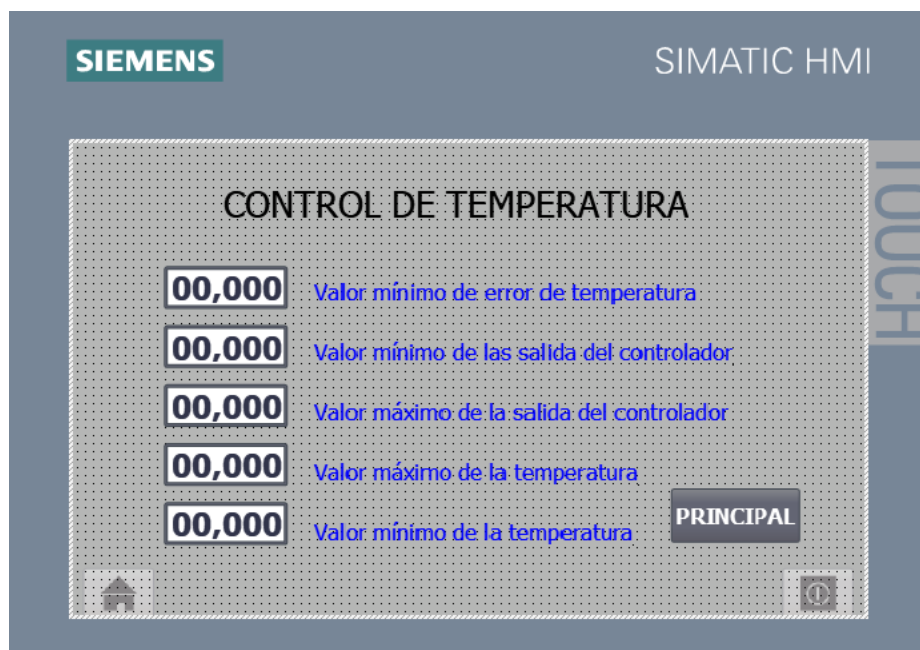 SIEMENS
SIMATIC HMI
TOUCH
CONTROL DE TEMPERATURA
00,000 Valor mínimo de error de temperatura
00,000 Valor mínimo de las salida del controlador
00,000 Valor máximo de la salida del controlador
00,000 Valor máximo de la temperatura
00,000 Valor mínimo de la temperatura
PRINCIPAL